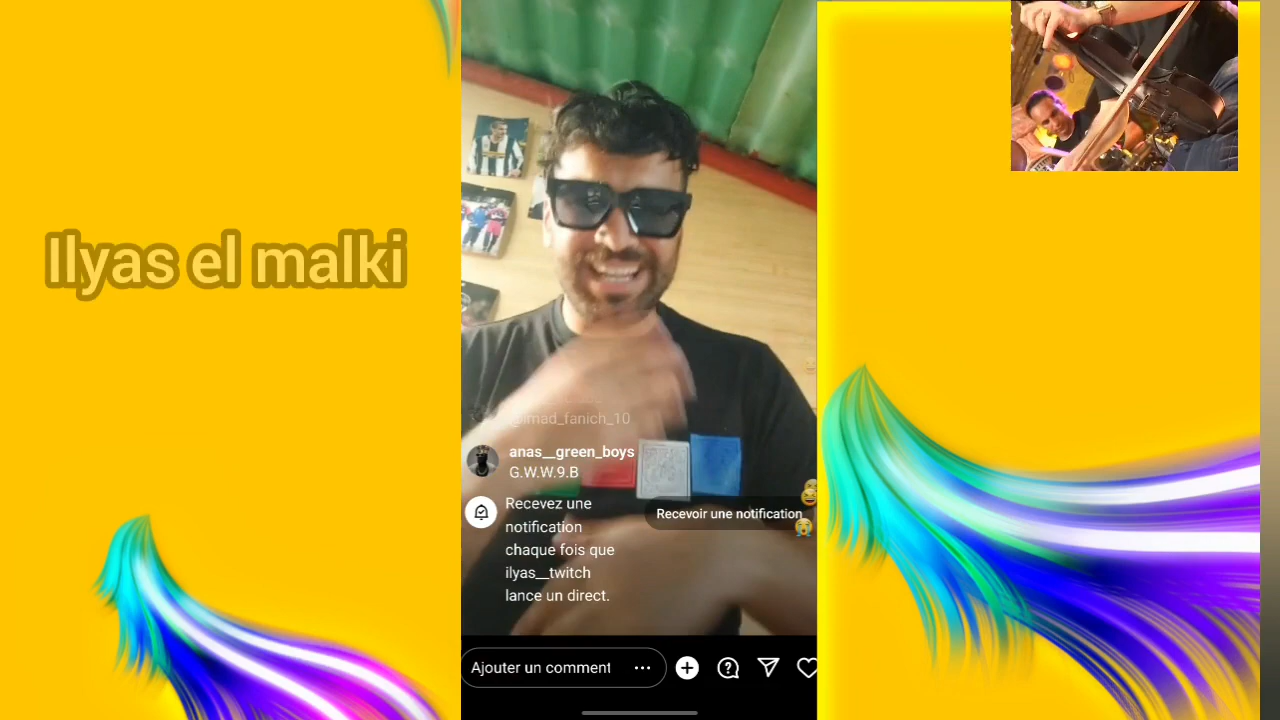 Ilyas el malki
@imad_fanich_10
anas__green_boys
G.W.W.9.B
Recevez une
notification
chaque fois que
ilyas__twitch
lance un direct.
Recevoir une notification
Ajouter un comment